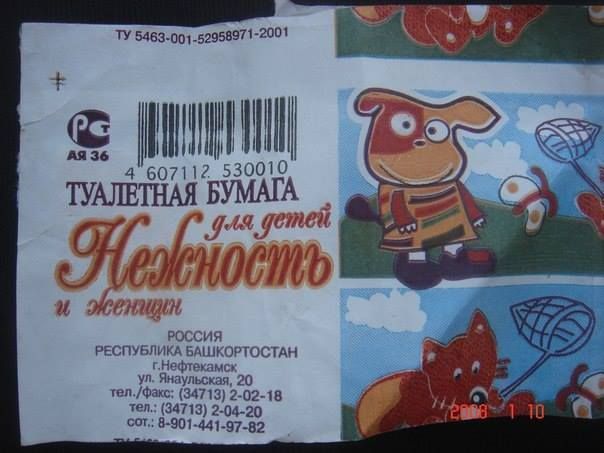 ТУ 5463-001-52958971-2001
РСТ
АЯ 36
4 607112 530010
ТУАЛЕТНАЯ БУМАГА
для детей
Нежность
и женщин
РОССИЯ
РЕСПУБЛИКА БАШКОРТОСТАН
г.Нефтекамск
ул. Янаульская, 20
тел./факс: (34713) 2-02-18
тел.: (34713) 2-04-20
сот.: 8-901-441-97-82
2008 1 10